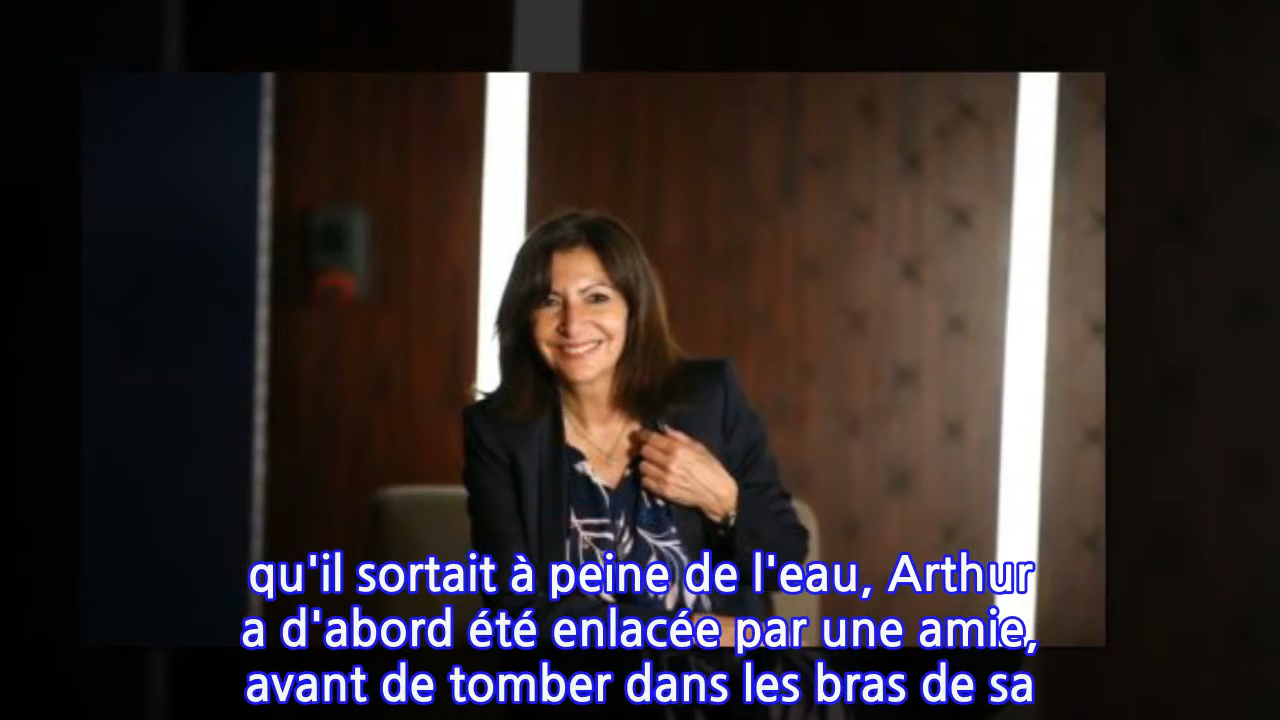 qu'il sortait à peine de l'eau, Arthur
a d'abord été enlacée par une amie,
avant de tomber dans les bras de sa